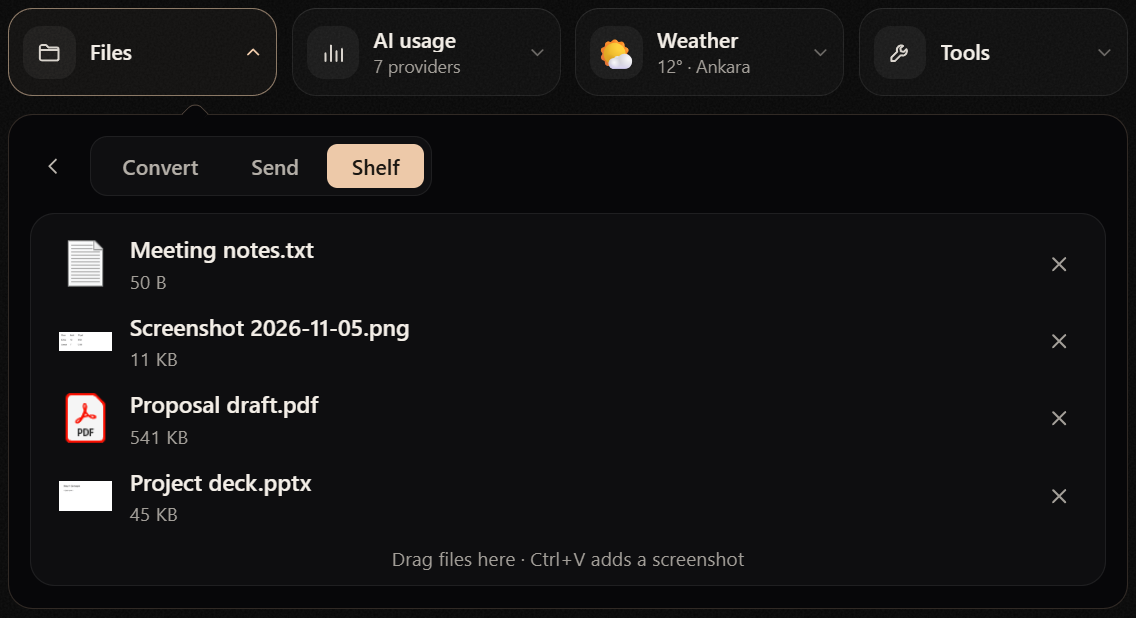 Files
AI usage
7 providers
Weather
12° · Ankara
Tools
Convert
Send
Shelf
Meeting notes.txt
50 B
Screenshot 2026-11-05.png
11 KB
PDF
Proposal draft.pdf
541 KB
Project deck.pptx
45 KB
Drag files here · Ctrl+V adds a screenshot